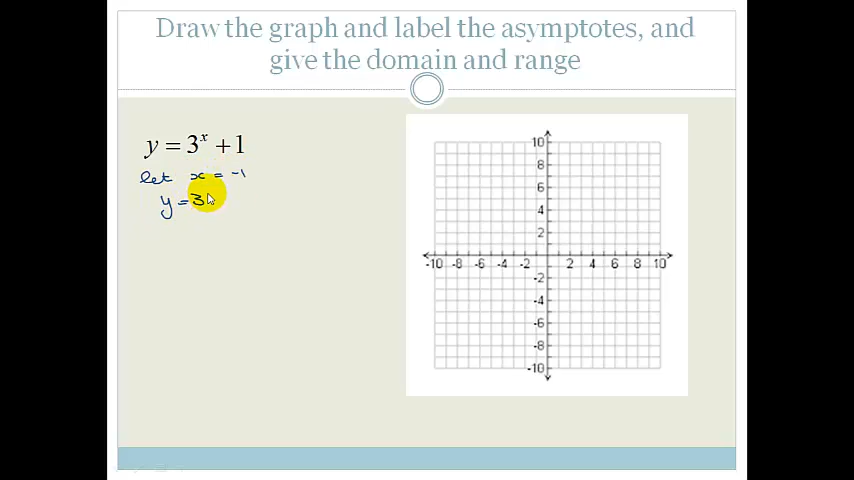 Draw the graph and label the asymptotes, and
give the domain and range
y = 3ˣ + 1
let x = -1
y = 3
10
8
6
4
2
-10 -8 -6 -4 -2 2 4 6 8 10
-2
-4
-6
-8
-10